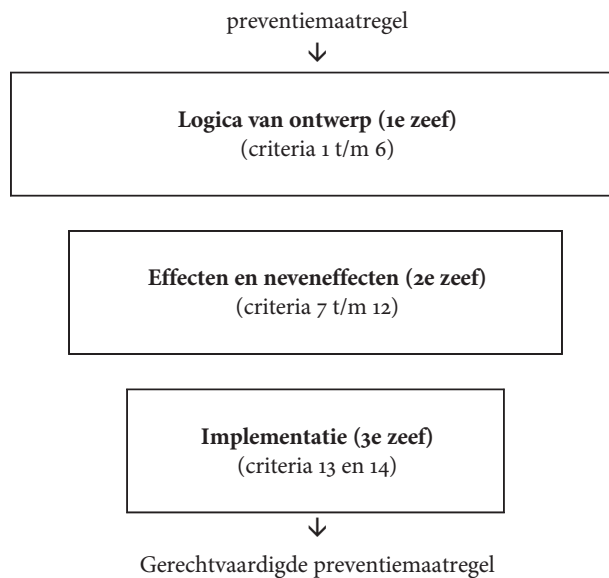 preventiemaatregel
↓
Logica van ontwerp (1e zeef)
(criteria 1 t/m 6)
Effecten en neveneffecten (2e zeef)
(criteria 7 t/m 12)
Implementatie (3e zeef)
(criteria 13 en 14)
↓
Gerechtvaardigde preventiemaatregel